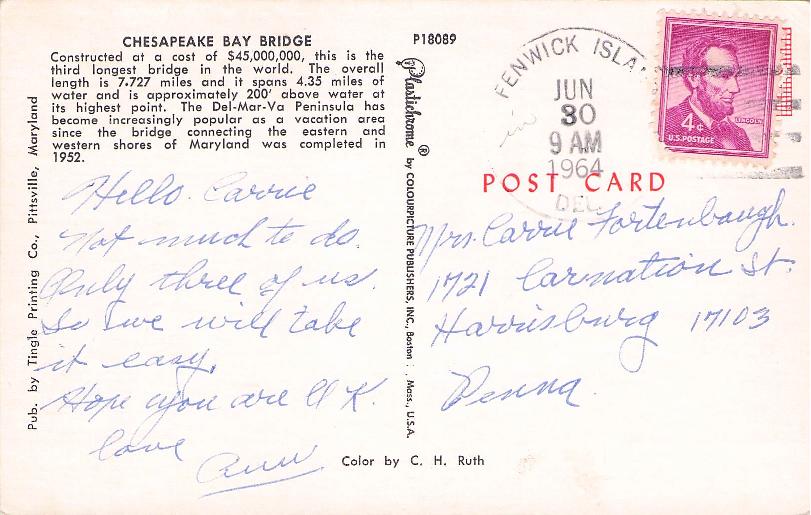 CHESAPEAKE BAY BRIDGE
Constructed at a cost of $45,000,000, this is the
third longest bridge in the world. The overall
length is 7.727 miles and it spans 4.35 miles of
water and is approximately 200' above water at
its highest point. The Del-Mar-Va Peninsula has
become increasingly popular as a vacation area
since the bridge connecting the eastern and
western shores of Maryland was completed in
1952.
Hello. Carrie
Not much to do.
Only three of us.
So we will take
it easy.
Hope you are O K.
love
Ann
Pub. by Tingle Printing Co., Pittsville, Maryland
P18089
Plastichrome ® by COLOURPICTURE PUBLISHERS, INC., Boston , Mass., U.S.A.
FENWICK ISLA
JUN
30
9 AM
1964
DEL.
4¢
LINCOLN
U.S. POSTAGE
POST CARD
Mrs. Carrie Fortenbaugh.
1721 Carnation St.
Harrisburg 17103
Penna.
Color by C. H. Ruth